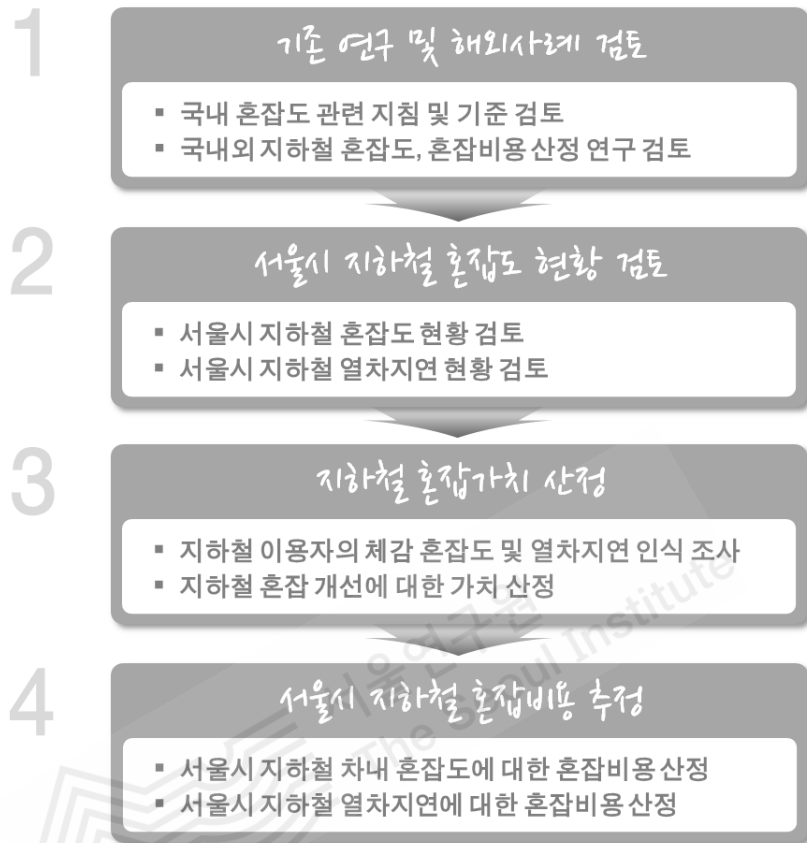 1
기존 연구 및 해외사례 검토
▪ 국내 혼잡도 관련 지침 및 기준 검토
▪ 국내외 지하철 혼잡도, 혼잡비용 산정 연구 검토
2
서울시 지하철 혼잡도 현황 검토
▪ 서울시 지하철 혼잡도 현황 검토
▪ 서울시 지하철 열차지연 현황 검토
3
지하철 혼잡가치 산정
▪ 지하철 이용자의 체감 혼잡도 및 열차지연 인식 조사
▪ 지하철 혼잡 개선에 대한 가치 산정
4
서울시 지하철 혼잡비용 추정
▪ 서울시 지하철 차내 혼잡도에 대한 혼잡비용 산정
▪ 서울시 지하철 열차지연에 대한 혼잡비용 산정
서울연구원
The Seoul Institute